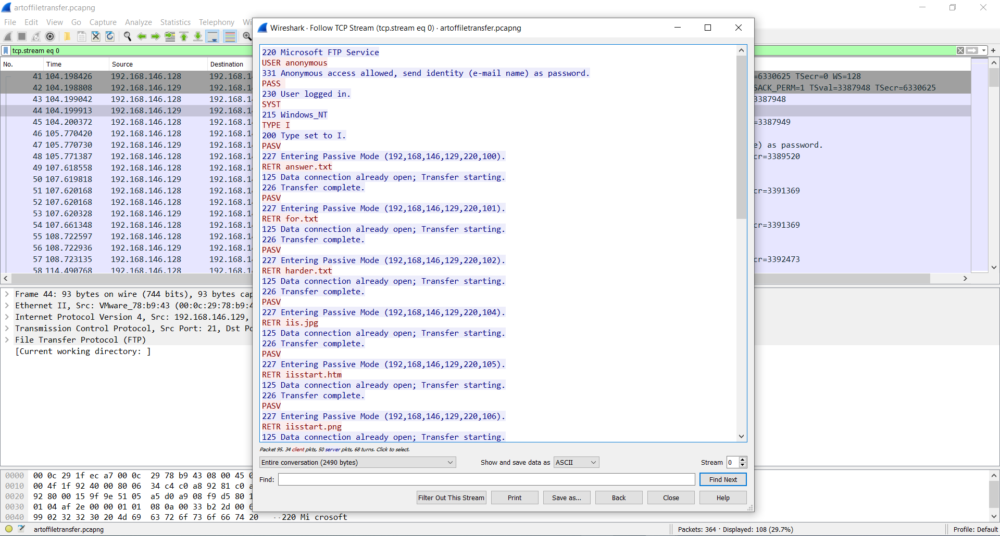 artoffiletransfer.pcapng
File Edit View Go Capture Analyze Statistics Telephony Wi
tcp.stream eq 0
No. Time Source Destination
41 104.198426 192.168.146.128 192.168.14 =6330625 TSecr=0 WS=128
42 104.198808 192.168.146.129 192.168.14 SACK_PERM=1 TSval=3387948 TSecr=6330625
43 104.199042 192.168.146.128 192.168.14 3387948
44 104.199913 192.168.146.129 192.168.14
45 104.200372 192.168.146.128 192.168.14 =3387949
46 105.770420 192.168.146.128 192.168.14
47 105.770730 192.168.146.129 192.168.14 e) as password.
48 105.771387 192.168.146.128 192.168.14 cr=3389520
49 107.618558 192.168.146.128 192.168.14
50 107.619818 192.168.146.129 192.168.14
51 107.620168 192.168.146.128 192.168.14 cr=3391369
52 107.620168 192.168.146.128 192.168.14
53 107.620328 192.168.146.129 192.168.14
54 107.661348 192.168.146.128 192.168.14 cr=3391369
55 108.722597 192.168.146.128 192.168.14
56 108.722936 192.168.146.129 192.168.14
57 108.723135 192.168.146.128 192.168.14 cr=3392473
58 114.490768 192.168.146.128 192.168.14
Frame 44: 93 bytes on wire (744 bits), 93 bytes cap
Ethernet II, Src: VMware_78:b9:43 (00:0c:29:78:b9:4
Internet Protocol Version 4, Src: 192.168.146.129,
Transmission Control Protocol, Src Port: 21, Dst Po
File Transfer Protocol (FTP)
[Current working directory: ]
0000 00 0c 29 1f ec a7 00 0c 29 78 b9 43 08 00 45 0
0010 00 4f 1f 92 40 00 80 06 34 c4 c0 a8 92 81 c0 a
0020 92 80 00 15 9f 9e 51 05 a5 d0 a9 08 f9 d5 80 1
0030 01 04 af 2e 00 00 01 01 08 0a 00 33 b2 2d 00 6
0040 99 02 32 32 30 20 4d 69 63 72 6f 73 6f 66 74 20 ··220 Mi crosoft
artoffiletransfer.pcapng
Packets: 364 · Displayed: 108 (29.7%)
Profile: Default
Wireshark · Follow TCP Stream (tcp.stream eq 0) · artoffiletransfer.pcapng
220 Microsoft FTP Service
USER anonymous
331 Anonymous access allowed, send identity (e-mail name) as password.
PASS
230 User logged in.
SYST
215 Windows_NT
TYPE I
200 Type set to I.
PASV
227 Entering Passive Mode (192,168,146,129,220,100).
RETR answer.txt
125 Data connection already open; Transfer starting.
226 Transfer complete.
PASV
227 Entering Passive Mode (192,168,146,129,220,101).
RETR for.txt
125 Data connection already open; Transfer starting.
226 Transfer complete.
PASV
227 Entering Passive Mode (192,168,146,129,220,102).
RETR harder.txt
125 Data connection already open; Transfer starting.
226 Transfer complete.
PASV
227 Entering Passive Mode (192,168,146,129,220,104).
RETR iis.jpg
125 Data connection already open; Transfer starting.
226 Transfer complete.
PASV
227 Entering Passive Mode (192,168,146,129,220,105).
RETR iisstart.htm
125 Data connection already open; Transfer starting.
226 Transfer complete.
PASV
227 Entering Passive Mode (192,168,146,129,220,106).
RETR iisstart.png
125 Data connection already open; Transfer starting.
Packet 95. 34 client pkts, 50 server pkts, 68 turns. Click to select.
Entire conversation (2490 bytes) Show and save data as ASCII Stream 0
Find: Find Next
Filter Out This Stream Print Save as... Back Close Help